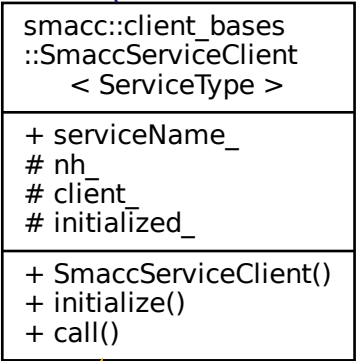 smacc::client_bases
::SmaccServiceClient
< ServiceType >
+ serviceName_
# nh_
# client_
# initialized_
+ SmaccServiceClient()
+ initialize()
+ call()